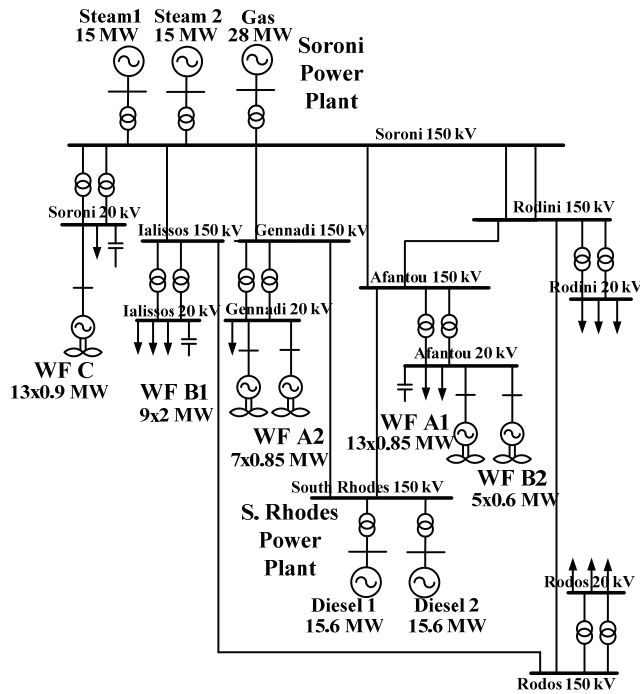 Steam1
15 MW
Steam 2
15 MW
Gas
28 MW
Soroni
Power
Plant
Soroni 150 kV
Soroni 20 kV
Ialissos 150 kV
Gennadi 150 kV
Rodini 150 kV
Afantou 150 kV
Rodini 20 kV
Ialissos 20 kV
Gennadi 20 kV
Afantou 20 kV
WF C
13x0.9 MW
WF B1
9x2 MW
WF A2
7x0.85 MW
WF A1
13x0.85 MW
WF B2
5x0.6 MW
South Rhodes 150 kV
S. Rhodes
Power
Plant
Diesel 1
15.6 MW
Diesel 2
15.6 MW
Rodos 20 kV
Rodos 150 kV